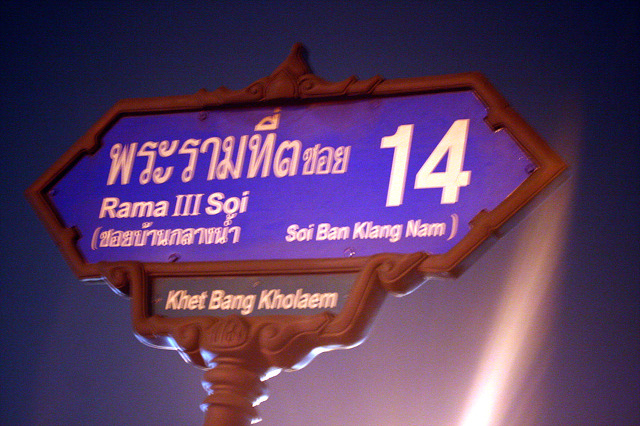 พระรามที่ ๓ ซอย 14
Rama III Soi
(ซอยบ้านกลางน้ำ Soi Ban Klang Nam)
Khet Bang Kholaem